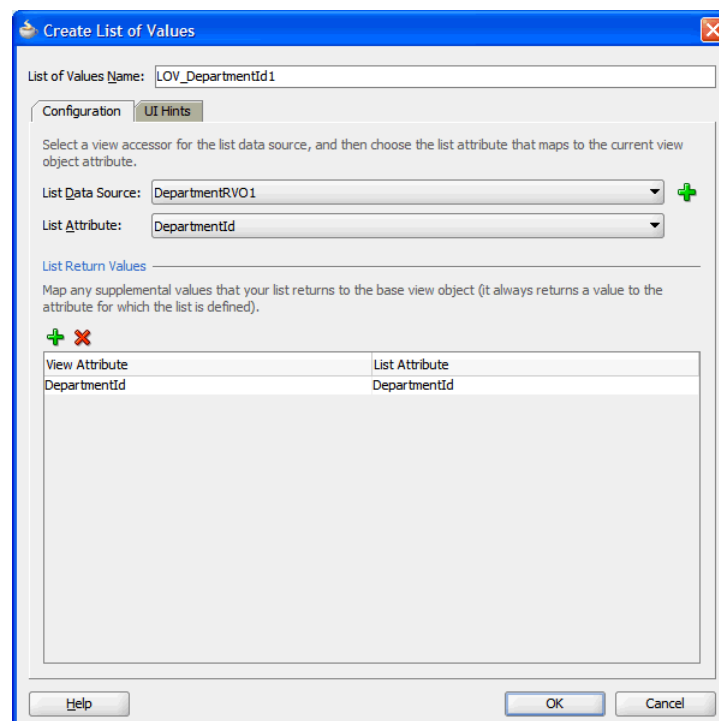 Create List of Values
List of Values Name: LOV_DepartmentId1
Configuration UI Hints
Select a view accessor for the list data source, and then choose the list attribute that maps to the current view
object attribute.
List Data Source: DepartmentRVO1
List Attribute: DepartmentId
List Return Values
Map any supplemental values that your list returns to the base view object (it always returns a value to the
attribute for which the list is defined).
View Attribute List Attribute
DepartmentId DepartmentId
Help OK Cancel